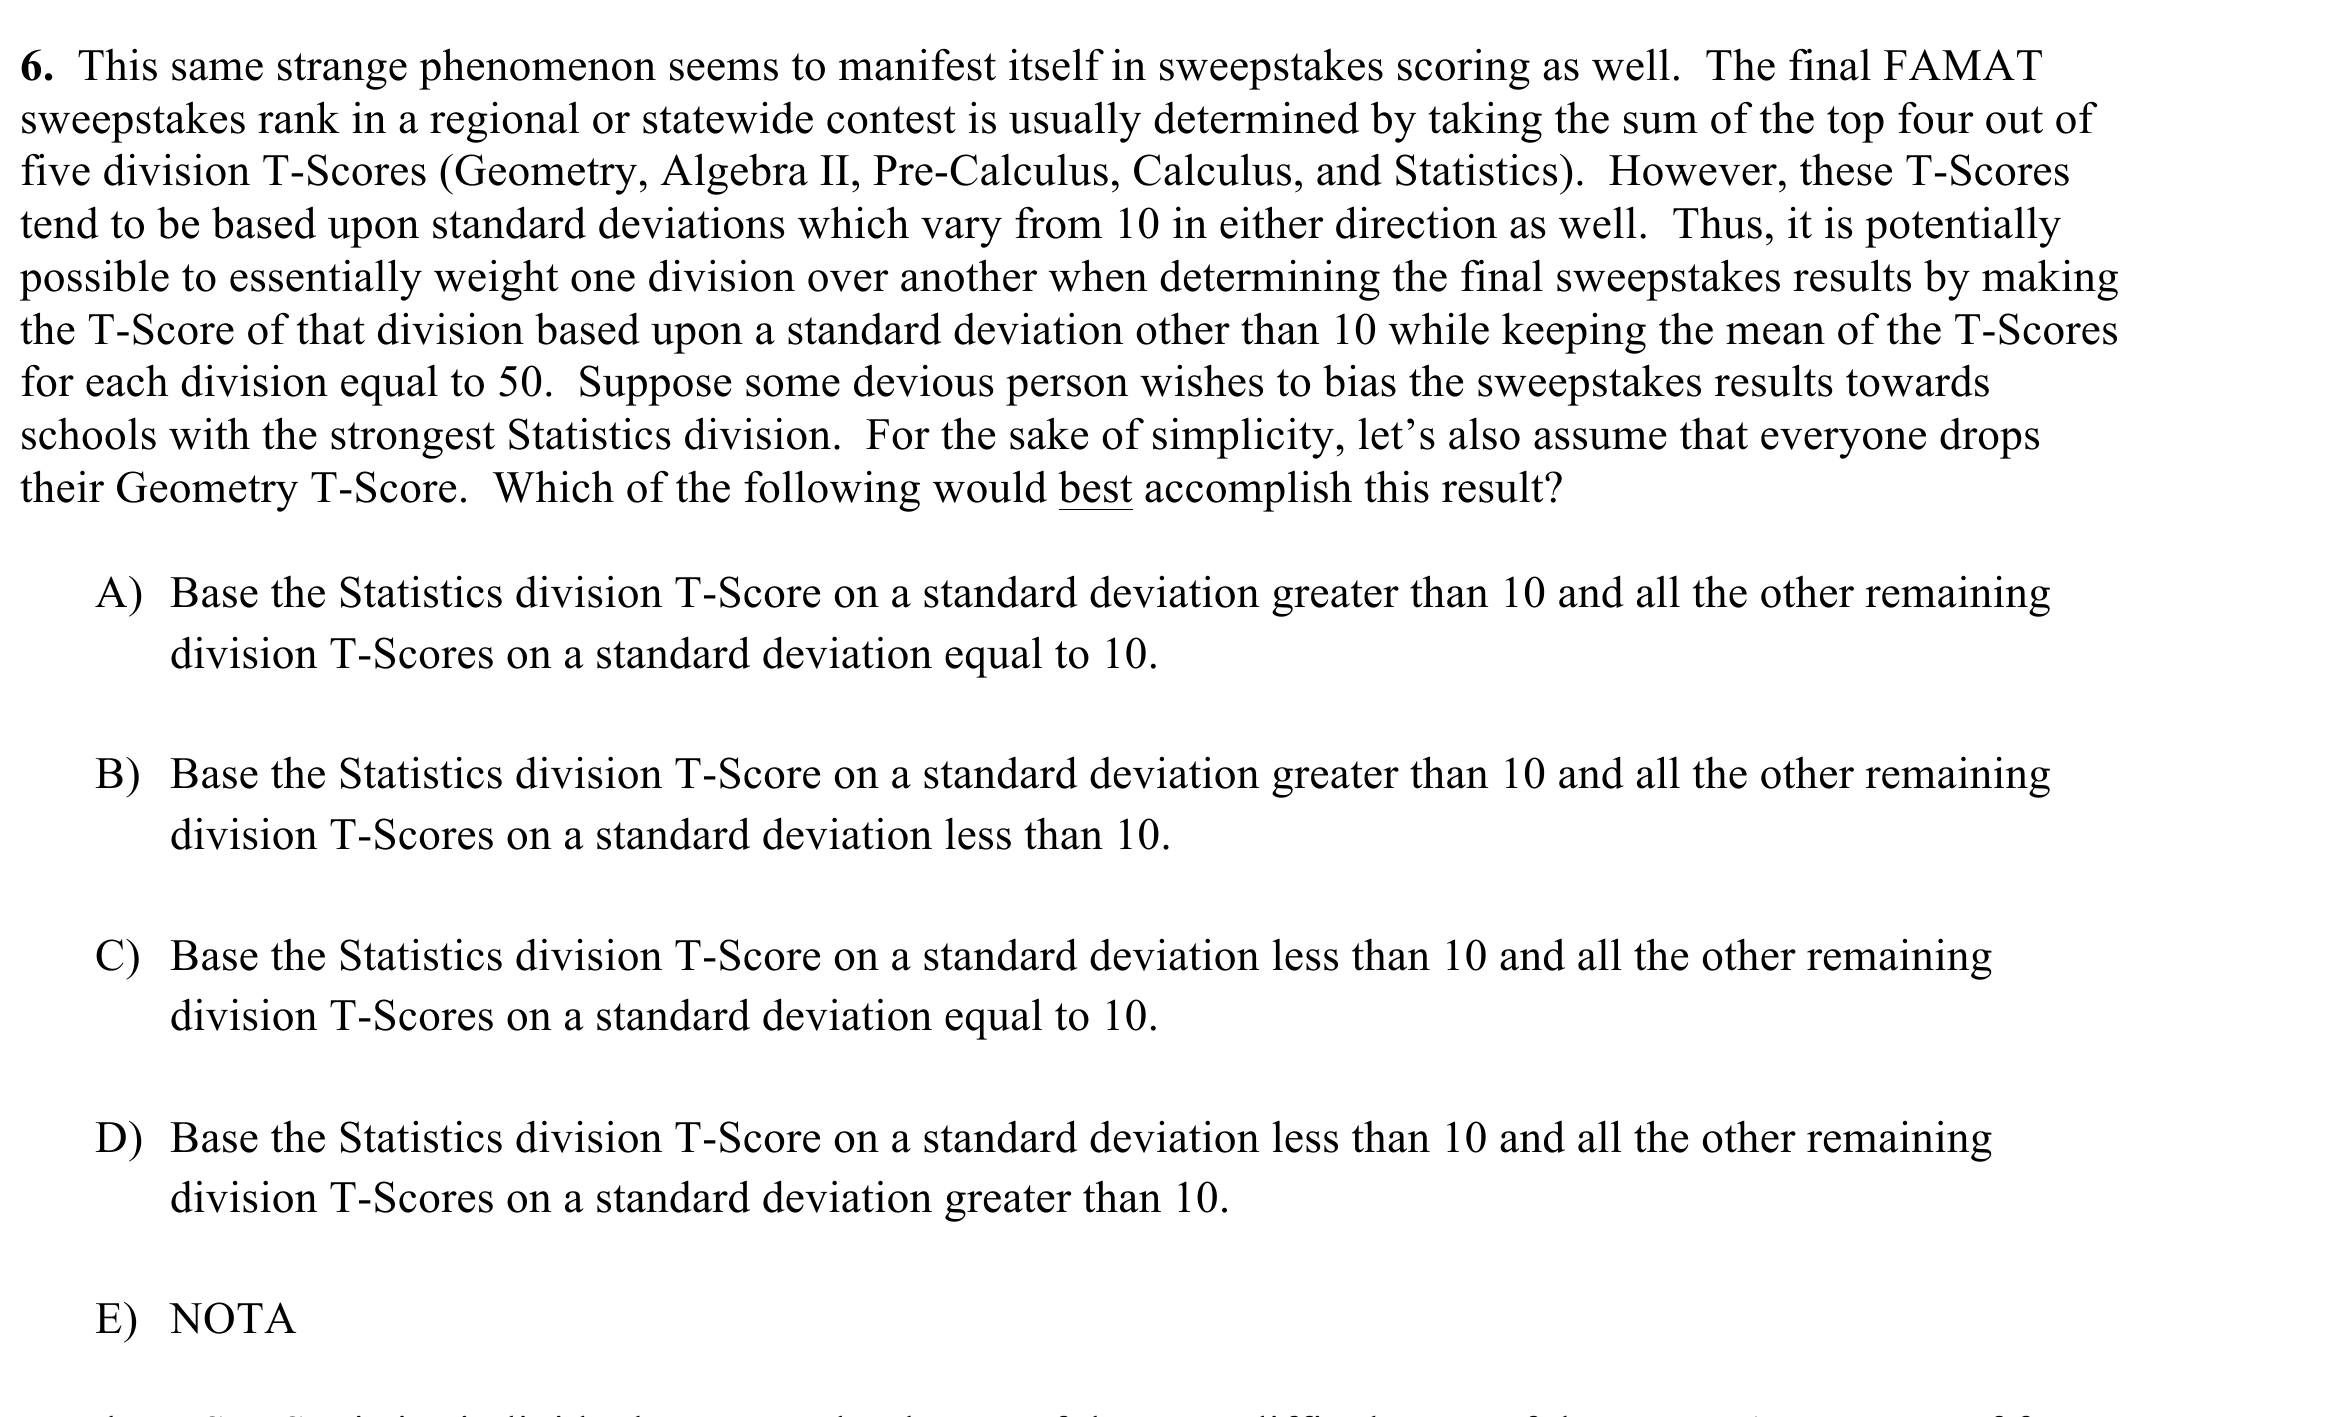 6. This same strange phenomenon seems to manifest itself in sweepstakes scoring as well. The final FAMAT
sweepstakes rank in a regional or statewide contest is usually determined by taking the sum of the top four out of
five division T-Scores (Geometry, Algebra II, Pre-Calculus, Calculus, and Statistics). However, these T-Scores
tend to be based upon standard deviations which vary from 10 in either direction as well. Thus, it is potentially
possible to essentially weight one division over another when determining the final sweepstakes results by making
the T-Score of that division based upon a standard deviation other than 10 while keeping the mean of the T-Scores
for each division equal to 50. Suppose some devious person wishes to bias the sweepstakes results towards
schools with the strongest Statistics division. For the sake of simplicity, let’s also assume that everyone drops
their Geometry T-Score. Which of the following would best accomplish this result?
A) Base the Statistics division T-Score on a standard deviation greater than 10 and all the other remaining
division T-Scores on a standard deviation equal to 10.
B) Base the Statistics division T-Score on a standard deviation greater than 10 and all the other remaining
division T-Scores on a standard deviation less than 10.
C) Base the Statistics division T-Score on a standard deviation less than 10 and all the other remaining
division T-Scores on a standard deviation equal to 10.
D) Base the Statistics division T-Score on a standard deviation less than 10 and all the other remaining
division T-Scores on a standard deviation greater than 10.
E) NOTA